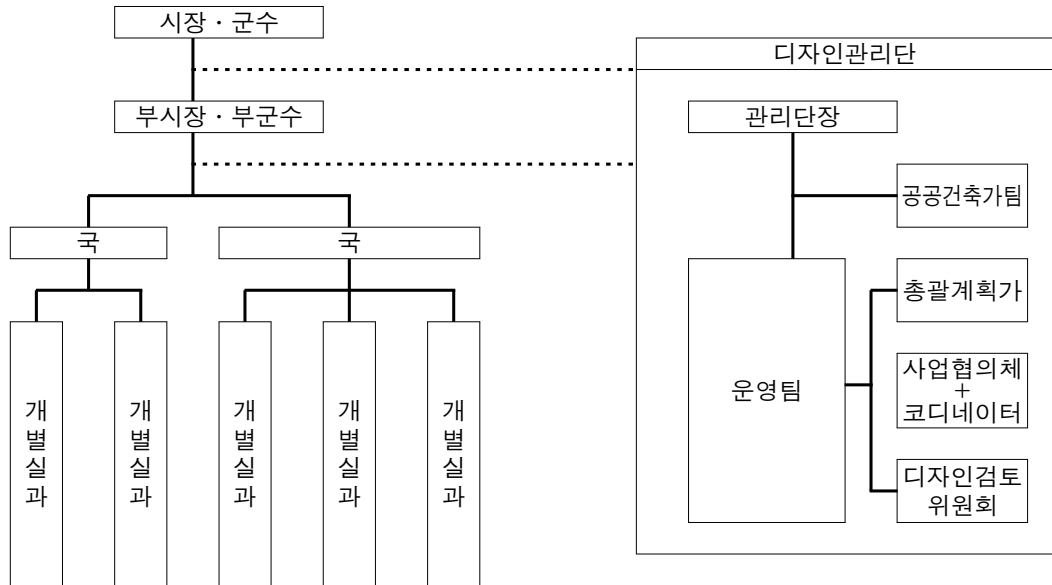 시장 · 군수
디자인관리단
부시장 · 부군수
관리단장
공공건축가팀
국
국
총괄계획가
운영팀
사업협의체
+
코디네이터
디자인검토
위원회
개별실과
개별실과
개별실과
개별실과
개별실과